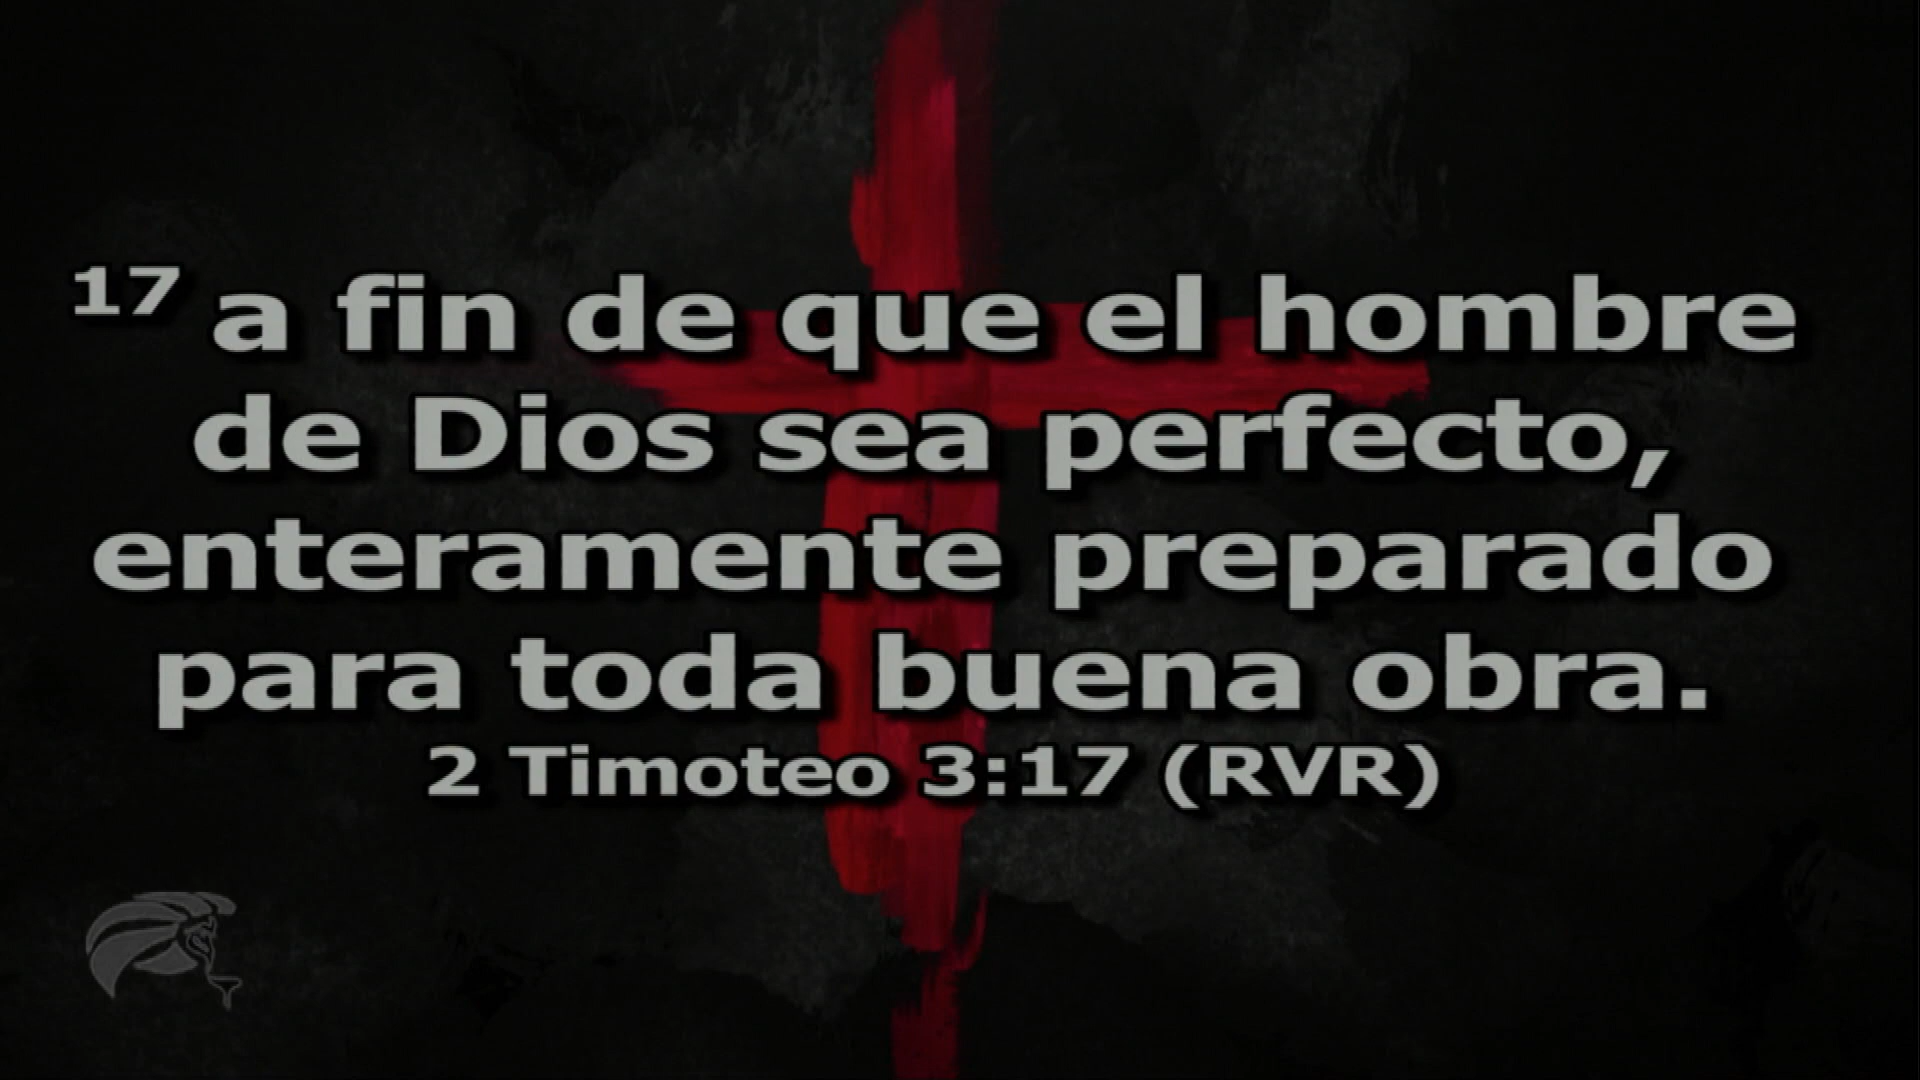 17 a fin de que el hombre
de Dios sea perfecto,
enteramente preparado
para toda buena obra.
2 Timoteo 3:17 (RVR)